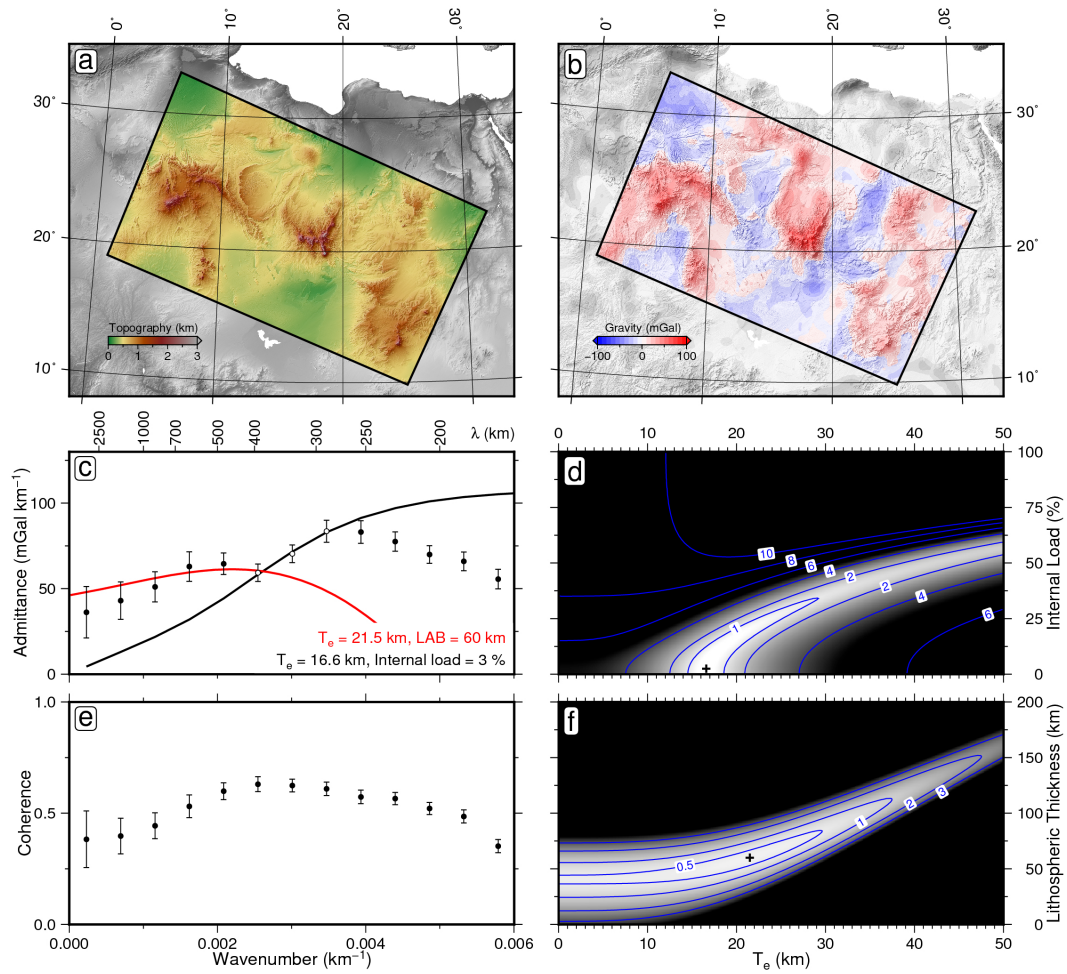 0° 10° 20° 30° 0° 10° 20° 30°
a b
30° 30°
20° 20°
10° 10°
Topography (km)
0 1 2 3
Gravity (mGal)
−100 0 100
2500 1000 700 500 400 300 250 200 λ (km)
0 10 20 30 40 50
c
Admittance (mGal km⁻¹)
100
50
0
Tₑ = 21.5 km, LAB = 60 km
Tₑ = 16.6 km, Internal load = 3 %
d
10 8 6 4 2 2 4 6 1
100
75
50
25
0
Internal Load (%)
e
Coherence
1.0
0.5
0.0
0.000 0.002 0.004 0.006
Wavenumber (km⁻¹)
f
0.5 1 2 3
200
150
100
50
0
Lithospheric Thickness (km)
0 10 20 30 40 50
Tₑ (km)